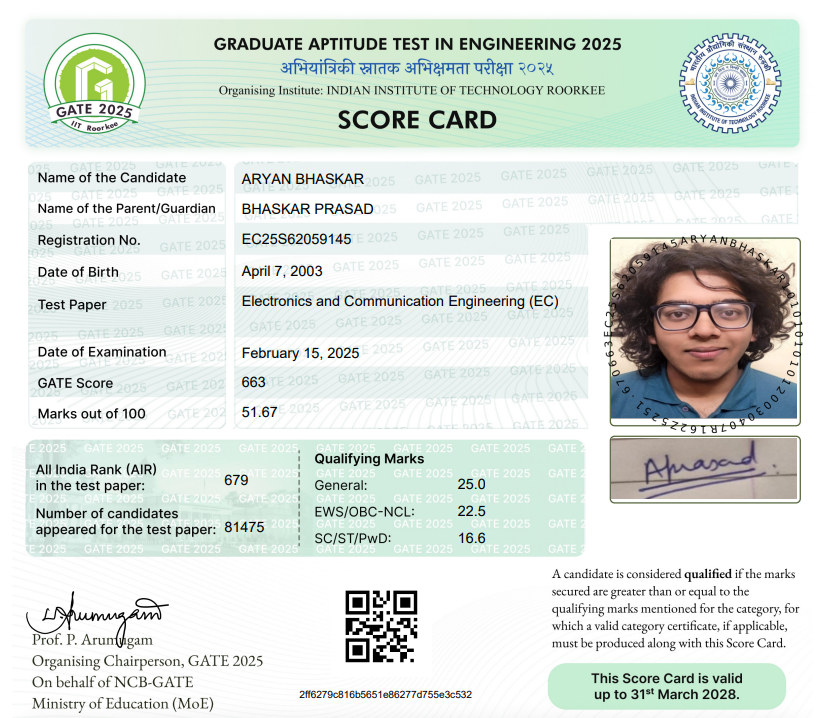 GRADUATE APTITUDE TEST IN ENGINEERING 2025
अभियांत्रिकी स्नातक अभिक्षमता परीक्षा २०२५
Organising Institute: INDIAN INSTITUTE OF TECHNOLOGY ROORKEE
SCORE CARD
GATE 2025
IIT Roorkee
भारतीय प्रौद्योगिकी संस्थान रुड़की
INDIAN INSTITUTE OF TECHNOLOGY ROORKEE
Name of the Candidate ARYAN BHASKAR
Name of the Parent/Guardian BHASKAR PRASAD
Registration No. EC25S62059145
Date of Birth April 7, 2003
Test Paper Electronics and Communication Engineering (EC)
Date of Examination February 15, 2025
GATE Score 663
Marks out of 100 51.67
All India Rank (AIR)
in the test paper: 679
Number of candidates
appeared for the test paper: 81475
Qualifying Marks
General: 25.0
EWS/OBC-NCL: 22.5
SC/ST/PwD: 16.6
APrasad.
A candidate is considered qualified if the marks
secured are greater than or equal to the
qualifying marks mentioned for the category, for
which a valid category certificate, if applicable,
must be produced along with this Score Card.
This Score Card is valid
up to 31st March 2028.
P. Arumugam
Prof. P. Arumugam
Organising Chairperson, GATE 2025
On behalf of NCB-GATE
Ministry of Education (MoE)
2ff6279c816b5651e86277d755e3c532